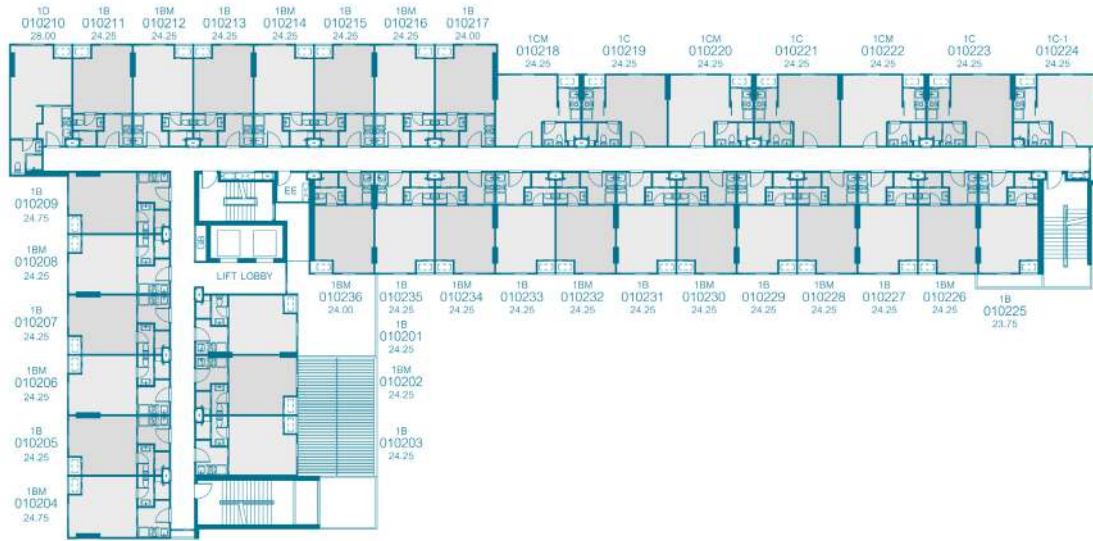 1D
010210
28.00
1B
010211
24.25
1BM
010212
24.25
1B
010213
24.25
1BM
010214
24.25
1B
010215
24.25
1BM
010216
24.25
1B
010217
24.00
1CM
010218
24.25
1C
010219
24.25
1CM
010220
24.25
1C
010221
24.25
1CM
010222
24.25
1C
010223
24.25
1C-1
010224
24.25
1B
010209
24.75
1BM
010208
24.25
1B
010207
24.25
1BM
010206
24.25
1B
010205
24.25
1BM
010204
24.75
EE
GB
LIFT LOBBY
1BM
010236
24.00
1B
010235
24.25
1BM
010234
24.25
1B
010233
24.25
1BM
010232
24.25
1B
010231
24.25
1BM
010230
24.25
1B
010229
24.25
1BM
010228
24.25
1B
010227
24.25
1BM
010226
24.25
1B
010225
23.75
1B
010201
24.25
1BM
010202
24.25
1B
010203
24.25